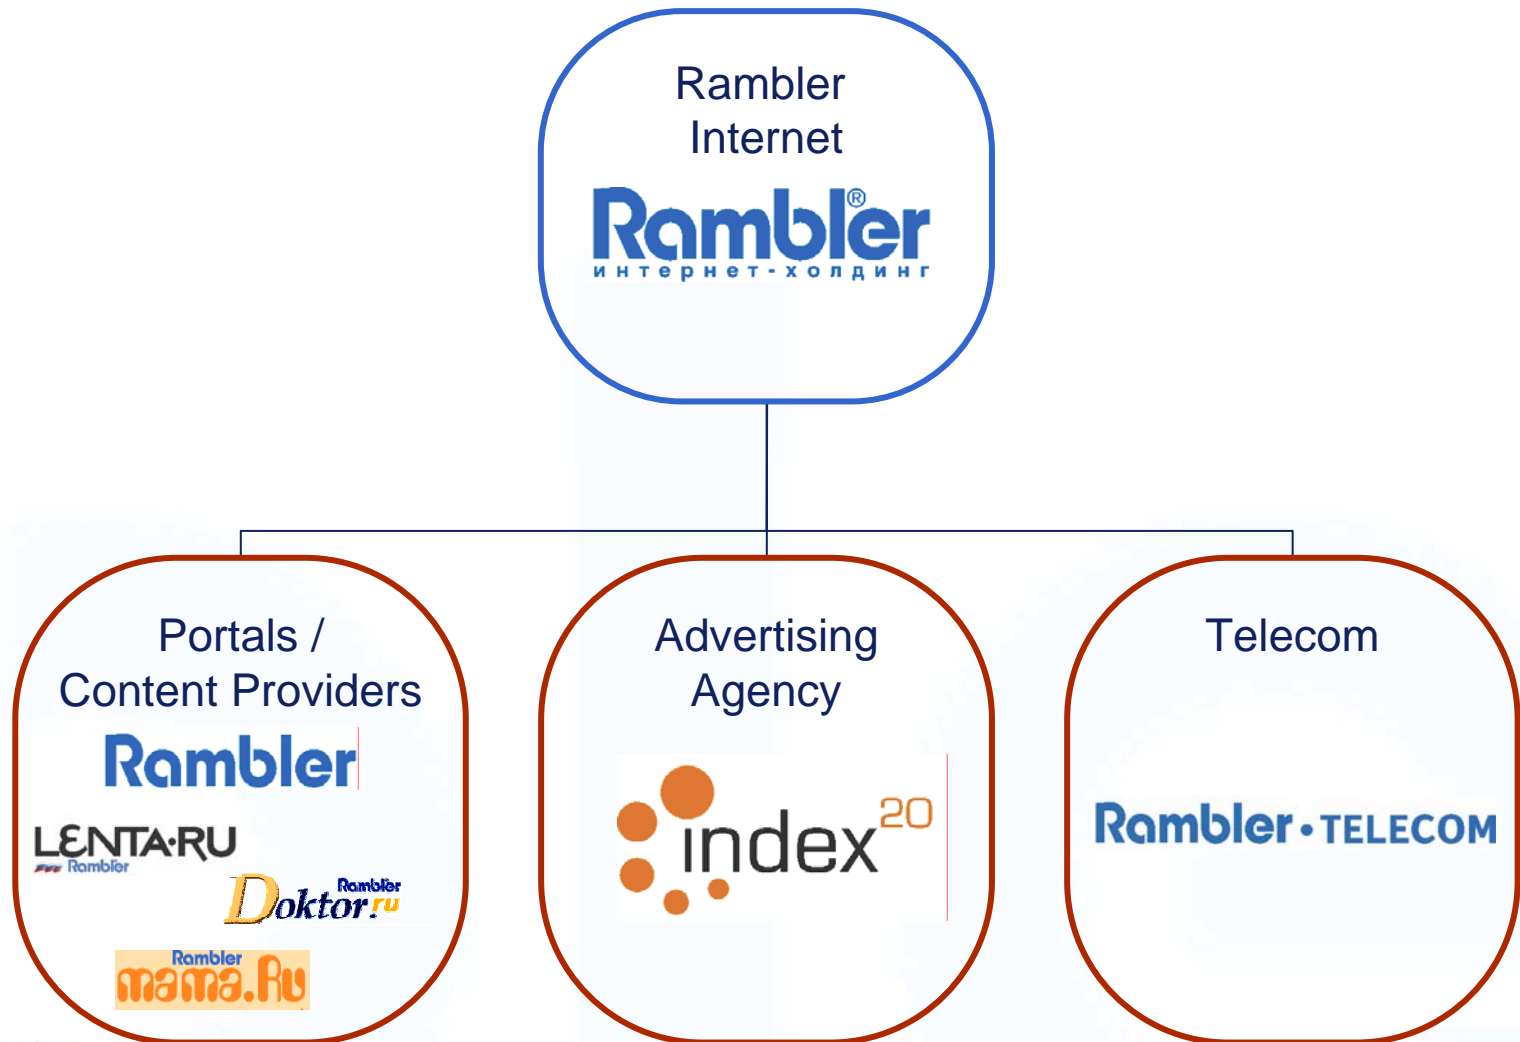 Rambler
Internet
Rambler®
интернет-холдинг
Portals /
Content Providers
Rambler
LENTA·RU
Rambler
Rambler
Doktor.ru
Rambler
mama.Ru
Advertising
Agency
index20
Telecom
Rambler • TELECOM